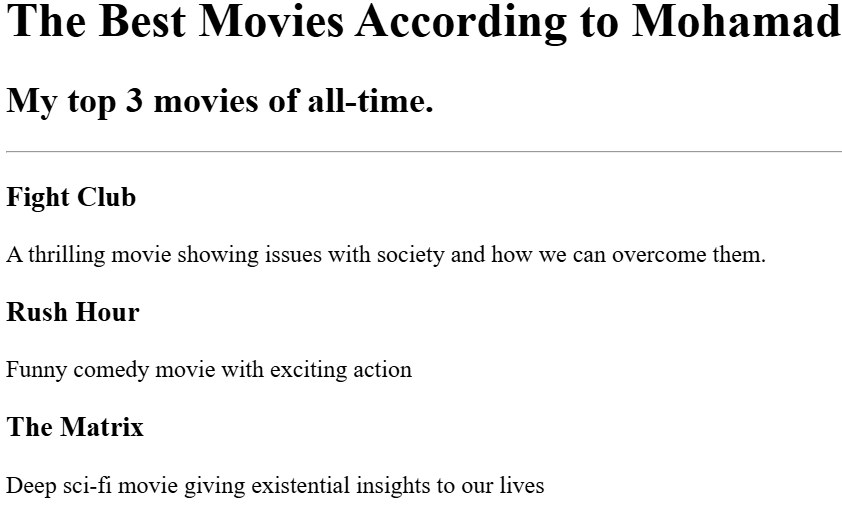 The Best Movies According to Mohamad
My top 3 movies of all-time.
Fight Club
A thrilling movie showing issues with society and how we can overcome them.
Rush Hour
Funny comedy movie with exciting action
The Matrix
Deep sci-fi movie giving existential insights to our lives